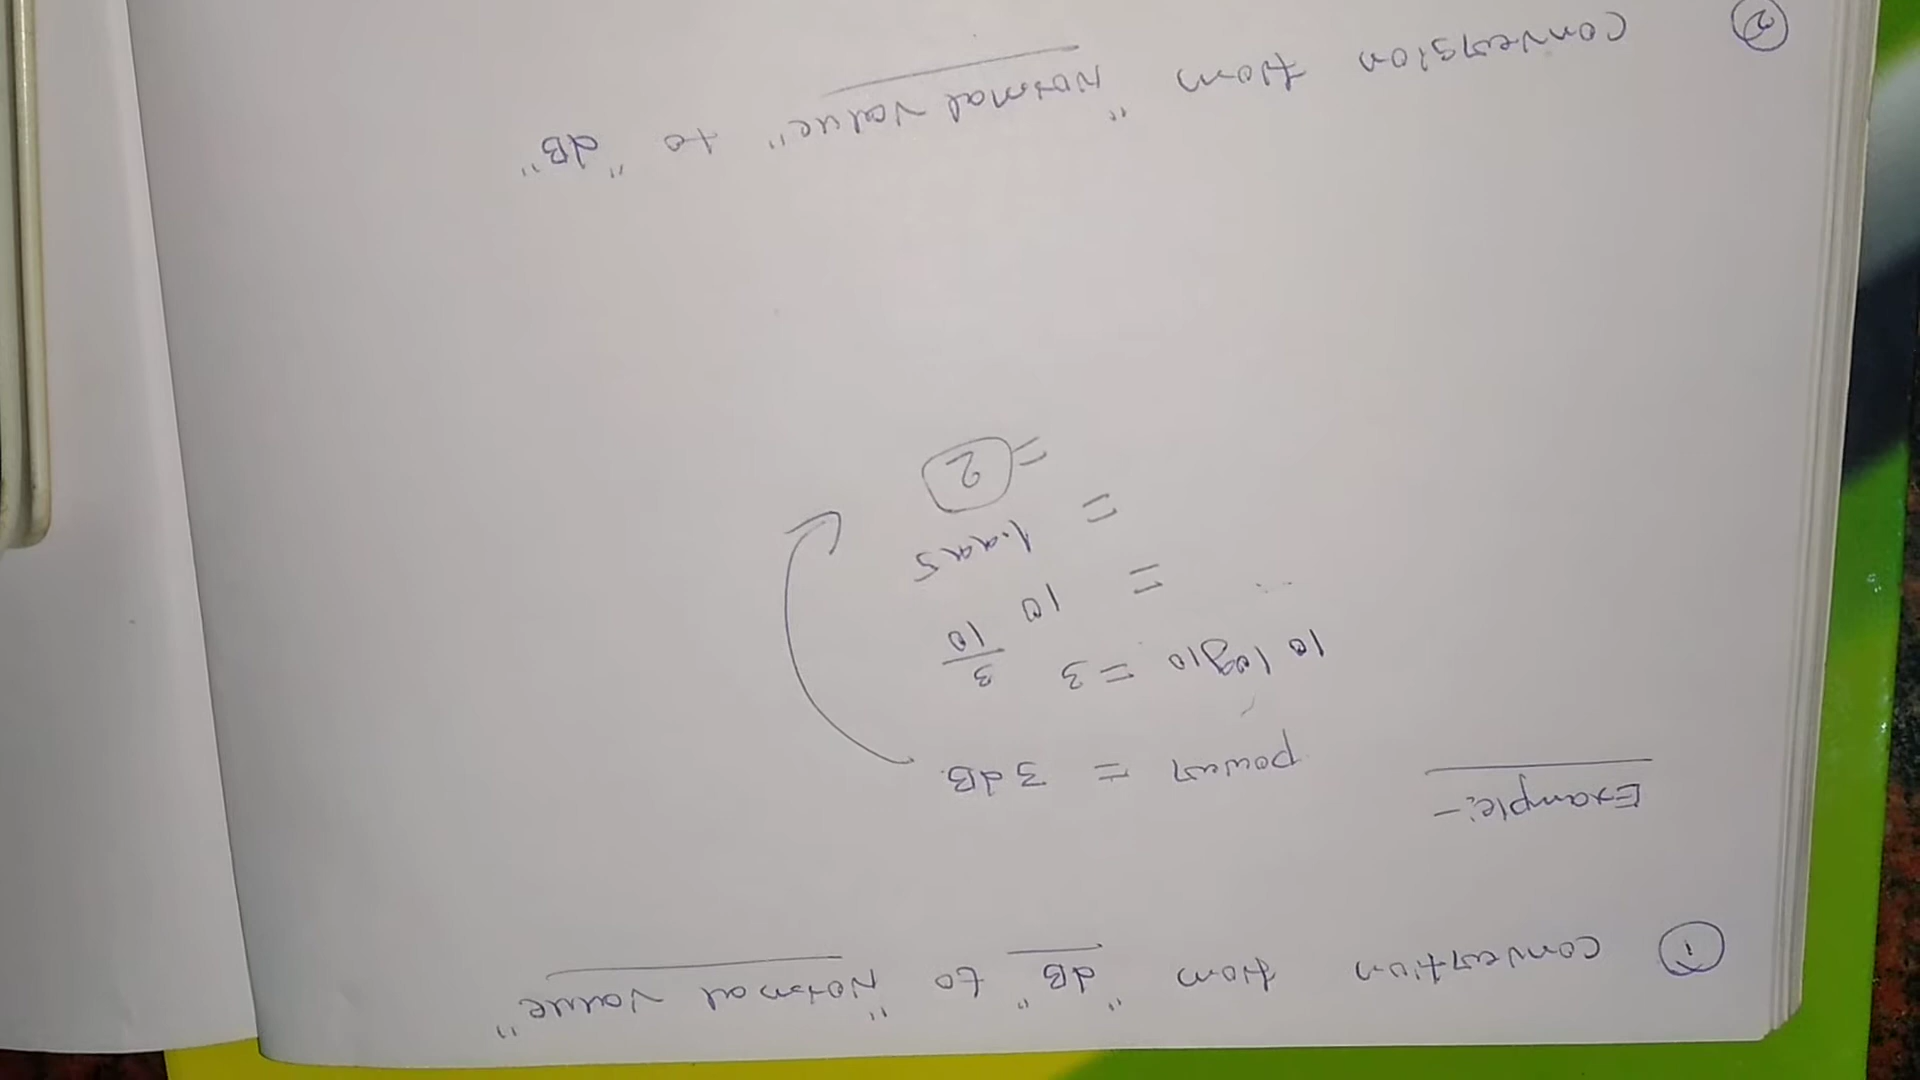 ① convertion from "dB" to "Normal value"
Example:-
power = 3 dB
10 log10 = 3
= 10 3/10
= 1.995
= 2
② conversion from "Normal value" to "dB"